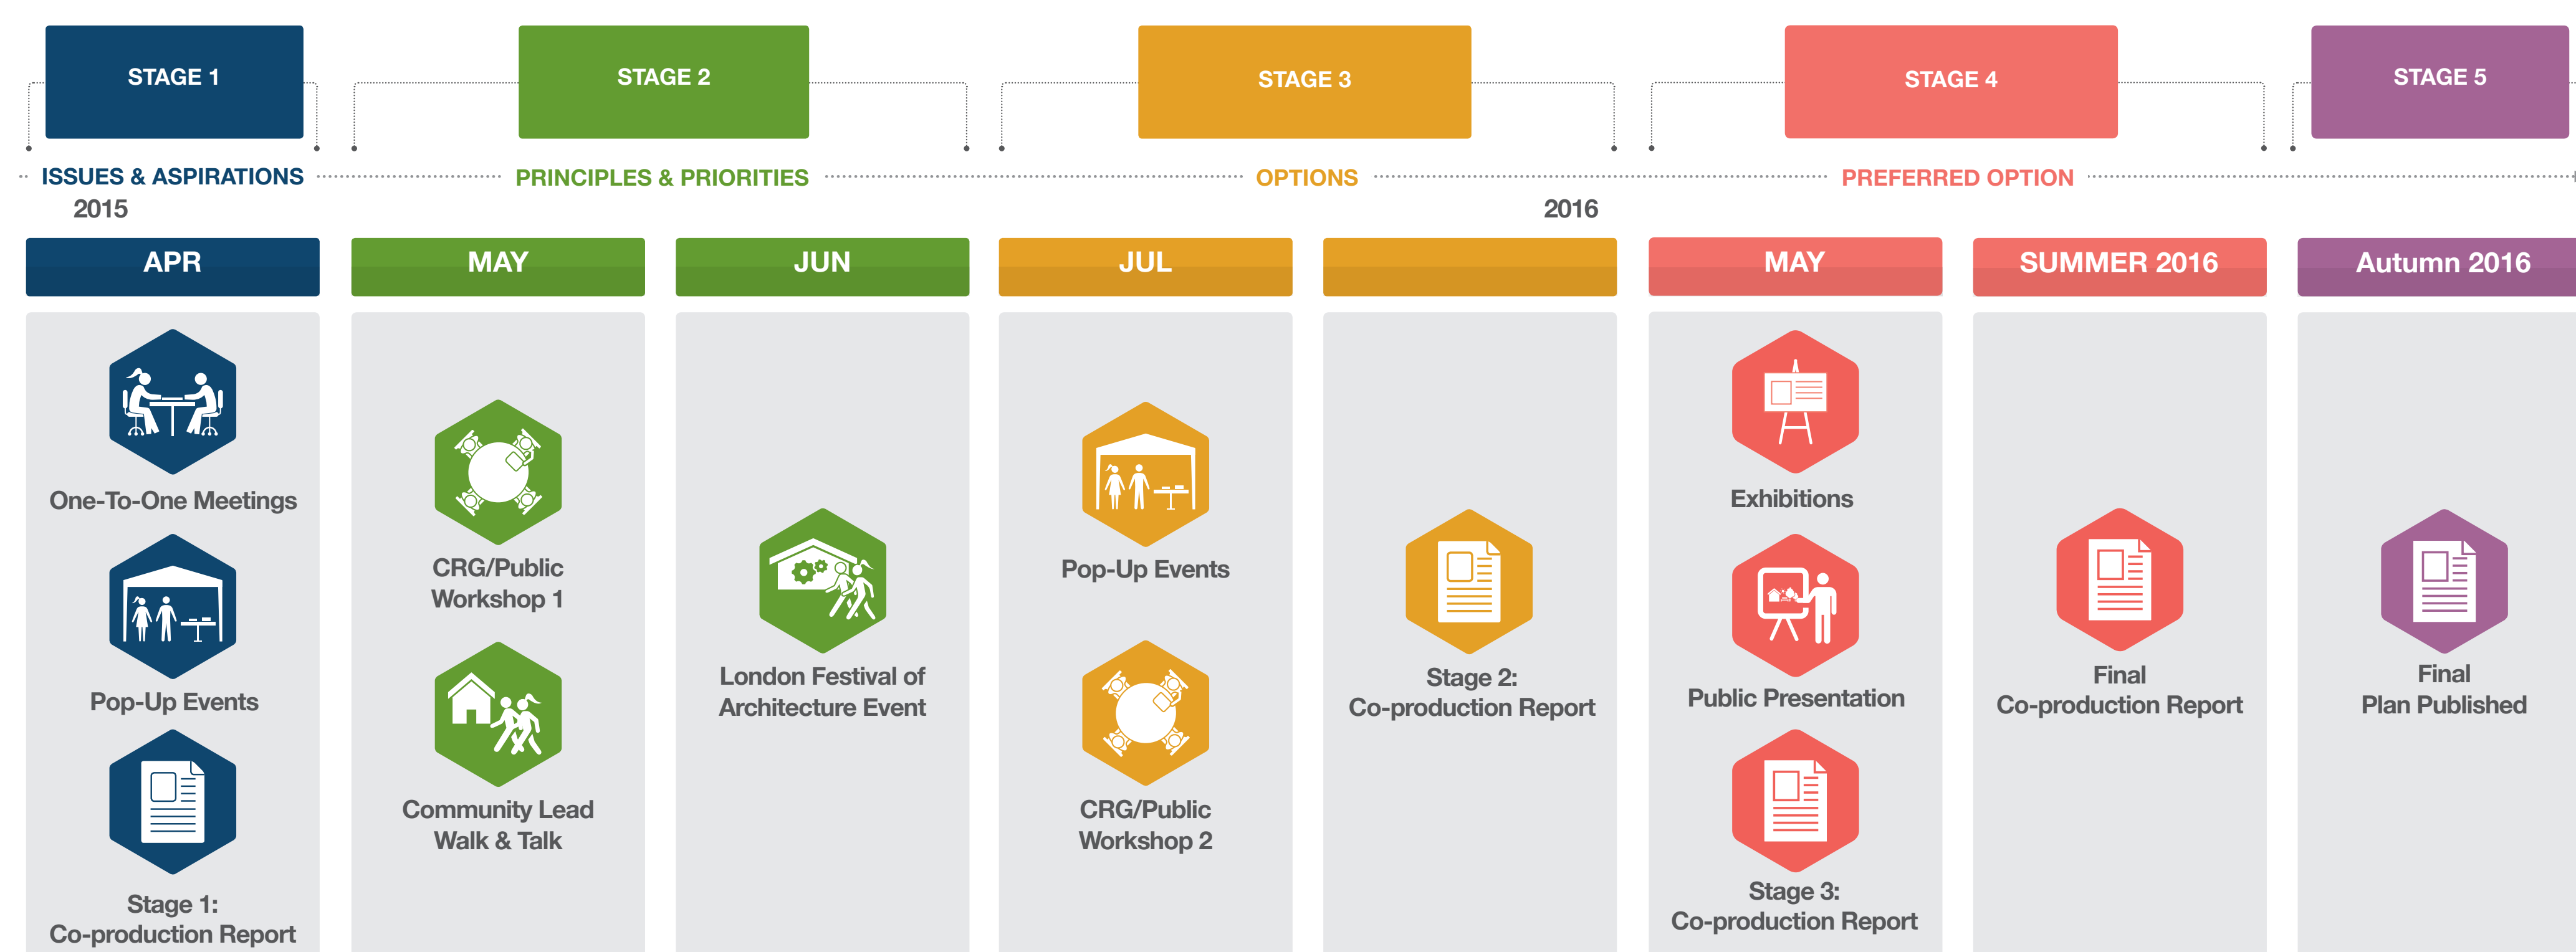 STAGE 1
STAGE 2
STAGE 3
STAGE 4
STAGE 5
ISSUES & ASPIRATIONS
PRINCIPLES & PRIORITIES
OPTIONS
PREFERRED OPTION
2015
2016
APR
MAY
JUN
JUL
MAY
SUMMER 2016
Autumn 2016
One-To-One Meetings
Pop-Up Events
Stage 1:
Co-production Report
CRG/Public
Workshop 1
Community Lead
Walk & Talk
London Festival of
Architecture Event
Pop-Up Events
CRG/Public
Workshop 2
Stage 2:
Co-production Report
Exhibitions
Public Presentation
Stage 3:
Co-production Report
Final
Co-production Report
Final
Plan Published